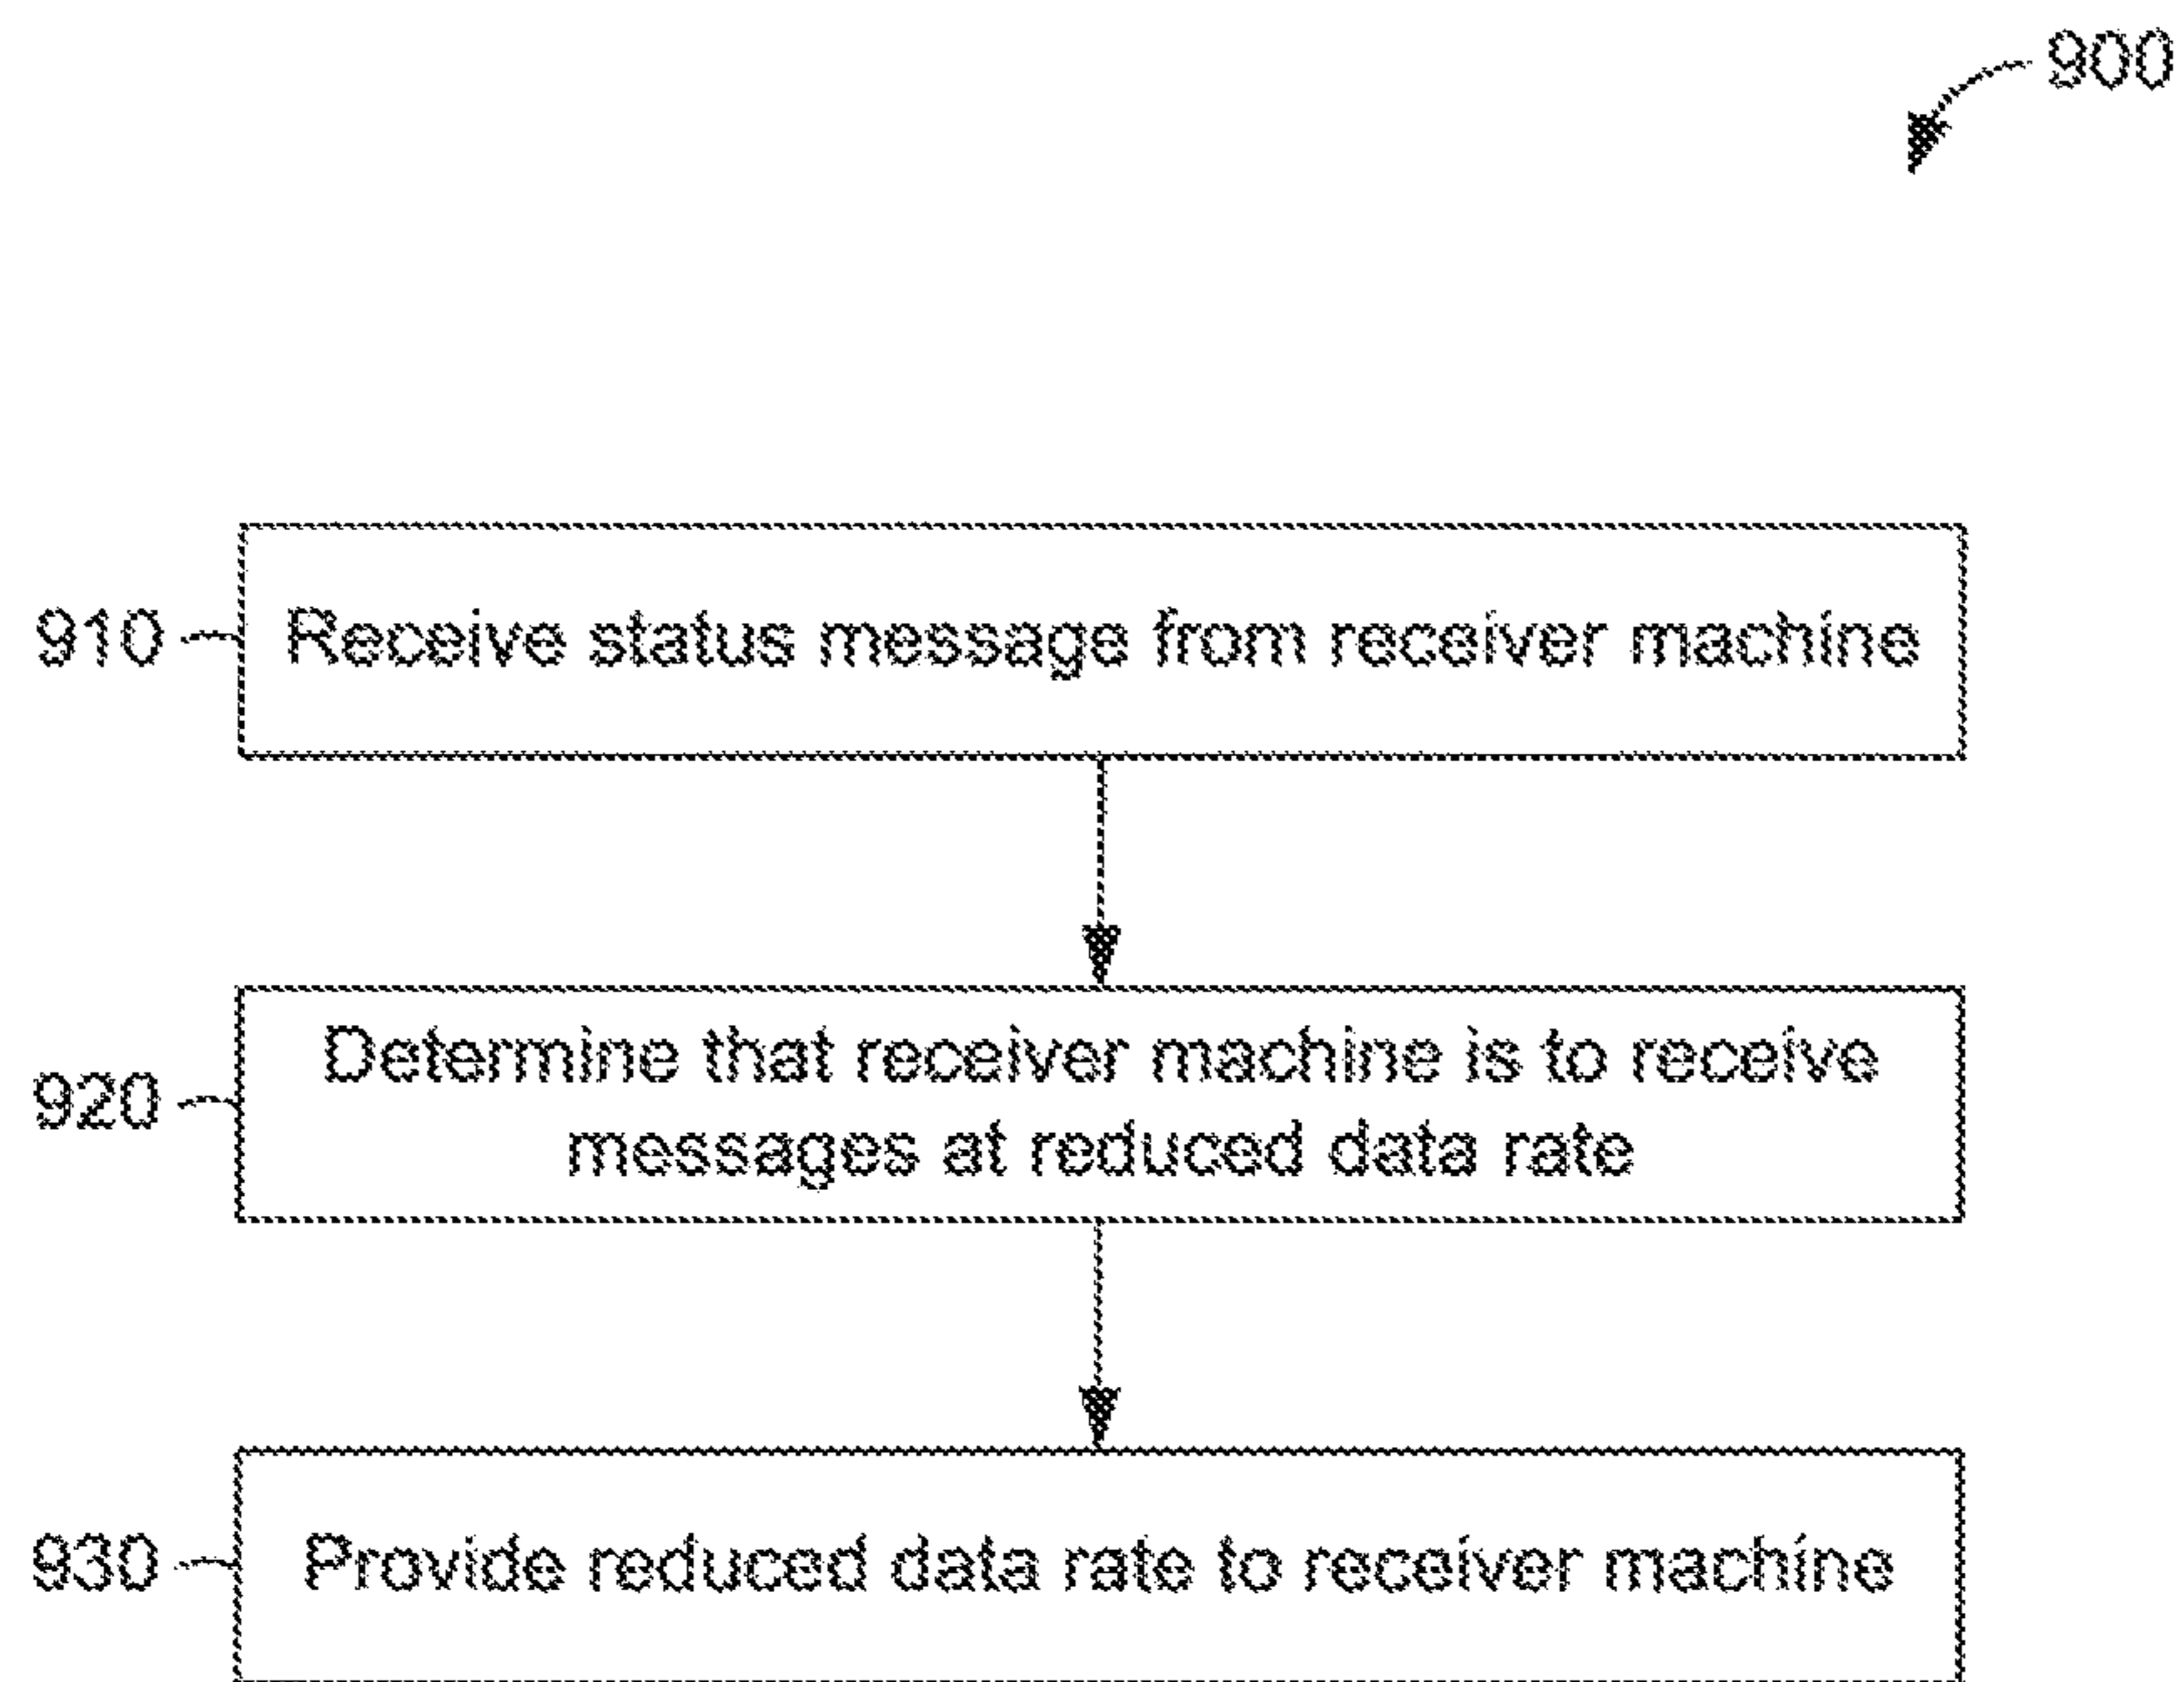 900
910
Receive status message from receiver machine
920
Determine that receiver machine is to receive
messages at reduced data rate
930
Provide reduced data rate to receiver machine